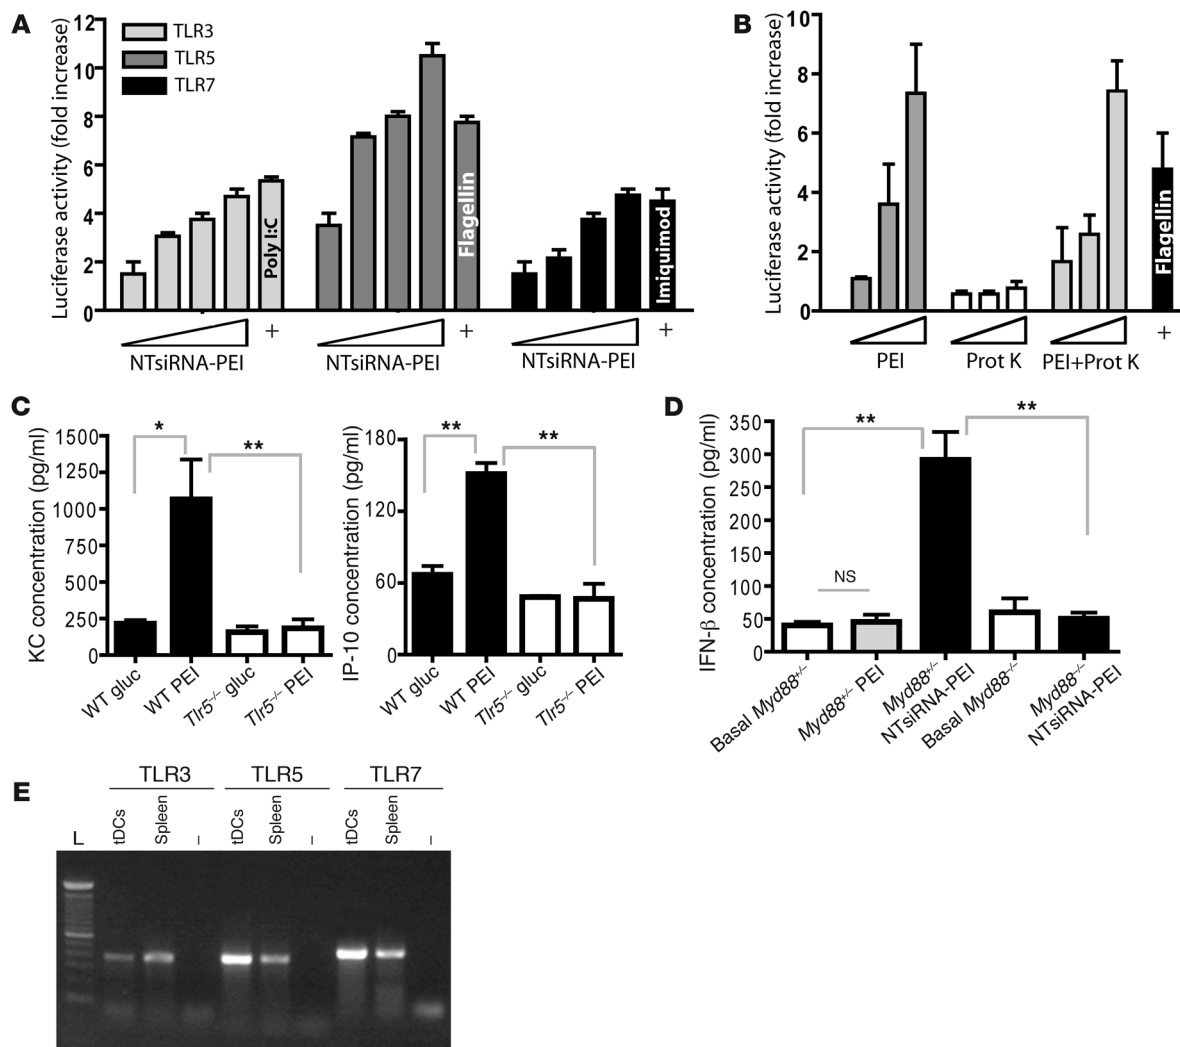 A
Luciferase activity (fold increase)
12
10
8
6
4
2
0
TLR3
TLR5
TLR7
Poly I:C
Flagellin
Imiquimod
+
+
+
NTsiRNA-PEI
NTsiRNA-PEI
NTsiRNA-PEI
B
Luciferase activity (fold increase)
10
8
6
4
2
0
Flagellin
+
PEI
Prot K
PEI+Prot K
C
KC concentration (pg/ml)
1500
1250
1000
750
500
250
0
*
**
WT gluc
WT PEI
Tlr5–/– gluc
Tlr5–/– PEI
IP-10 concentration (pg/ml)
180
120
60
0
**
**
WT gluc
WT PEI
Tlr5–/– gluc
Tlr5–/– PEI
D
IFN-β concentration (pg/ml)
350
300
250
200
150
100
50
0
**
**
NS
Basal Myd88+/–
Myd88+/– PEI
Myd88+/–
NTsiRNA-PEI
Basal Myd88–/–
Myd88–/–
NTsiRNA-PEI
E
TLR3
TLR5
TLR7
L
tDCs
Spleen
–
tDCs
Spleen
–
tDCs
Spleen
–